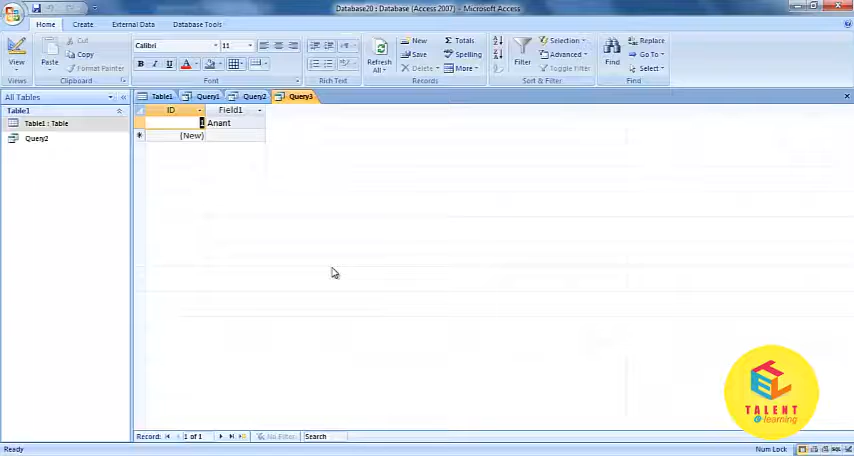 Database20 : Database (Access 2007) - Microsoft Access
Home Create External Data Database Tools
View
Views
Paste
Cut
Copy
Format Painter
Clipboard
Calibri 11
B I U
Font
Rich Text
Refresh All
New
Save
Delete
Totals
Spelling
More
Records
Filter
Selection
Advanced
Toggle Filter
Sort & Filter
Find
Replace
Go To
Select
Find
All Tables
Table1
Table1 : Table
Query2
Table1 Query1 Query2 Query3
ID Field1
1 Anant
(New)
Record: 1 of 1 No Filter Search
Ready
Num Lock
SQL
TEL
TALENT
e-learning